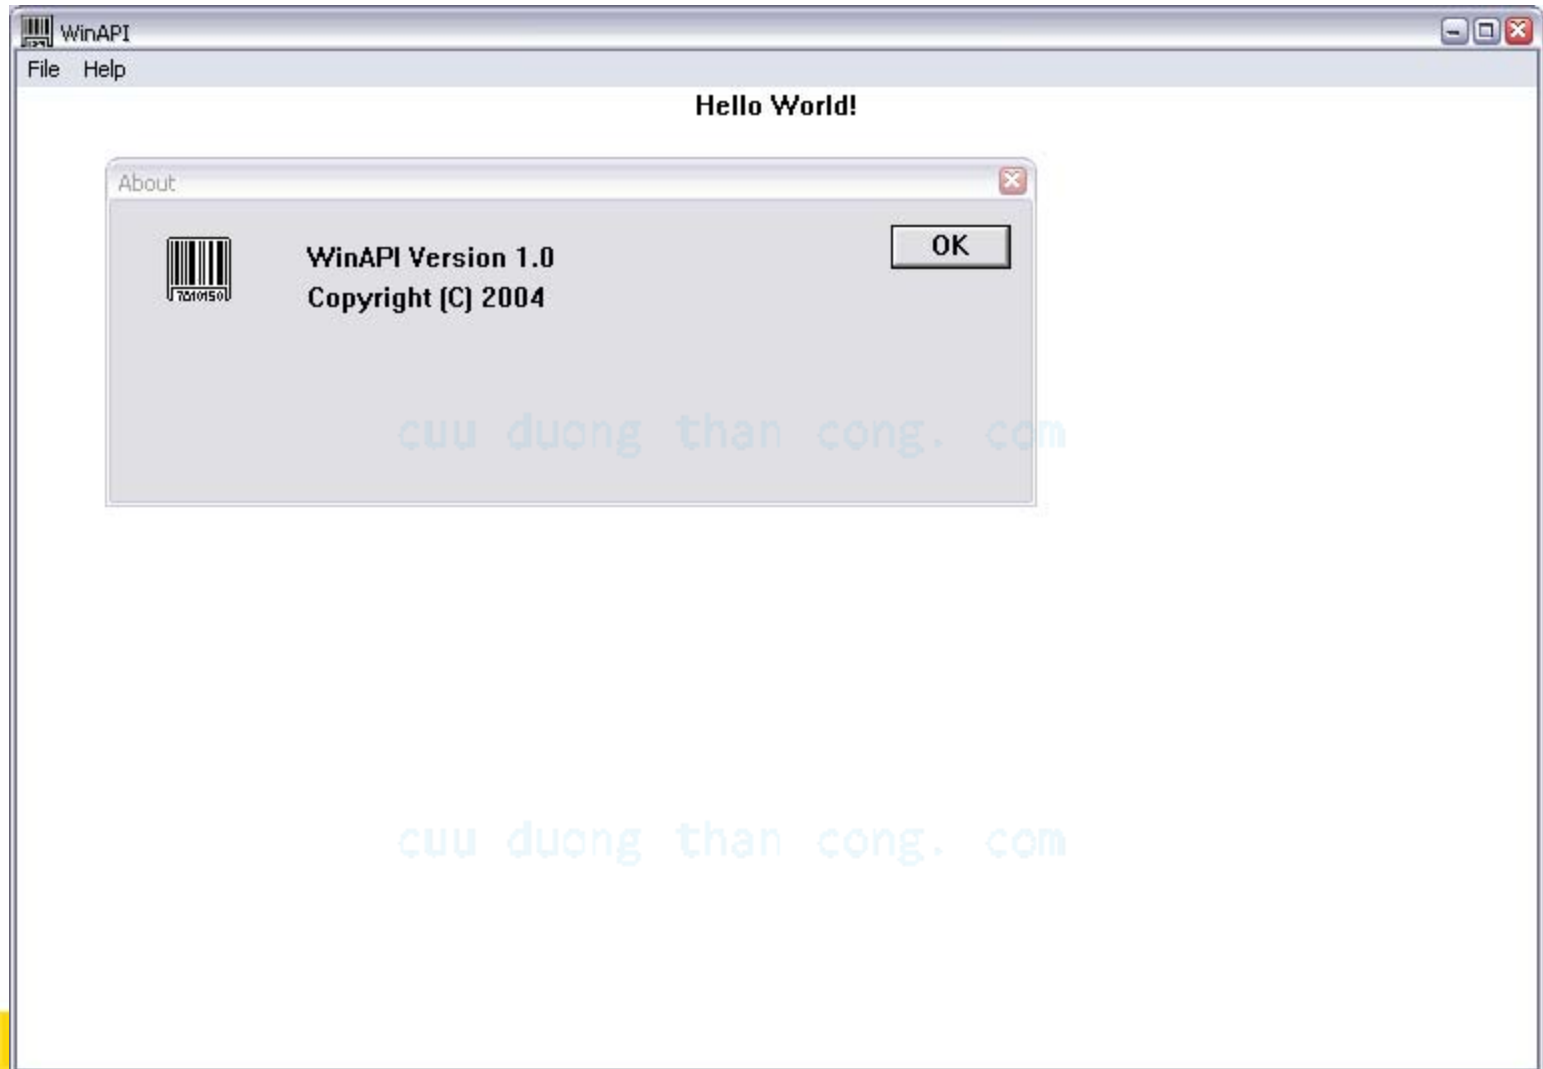 WinAPI
File Help
Hello World!
About
WinAPI Version 1.0
OK
Copyright (C) 2004
cuu duong than cong. com
cuu duong than cong. com